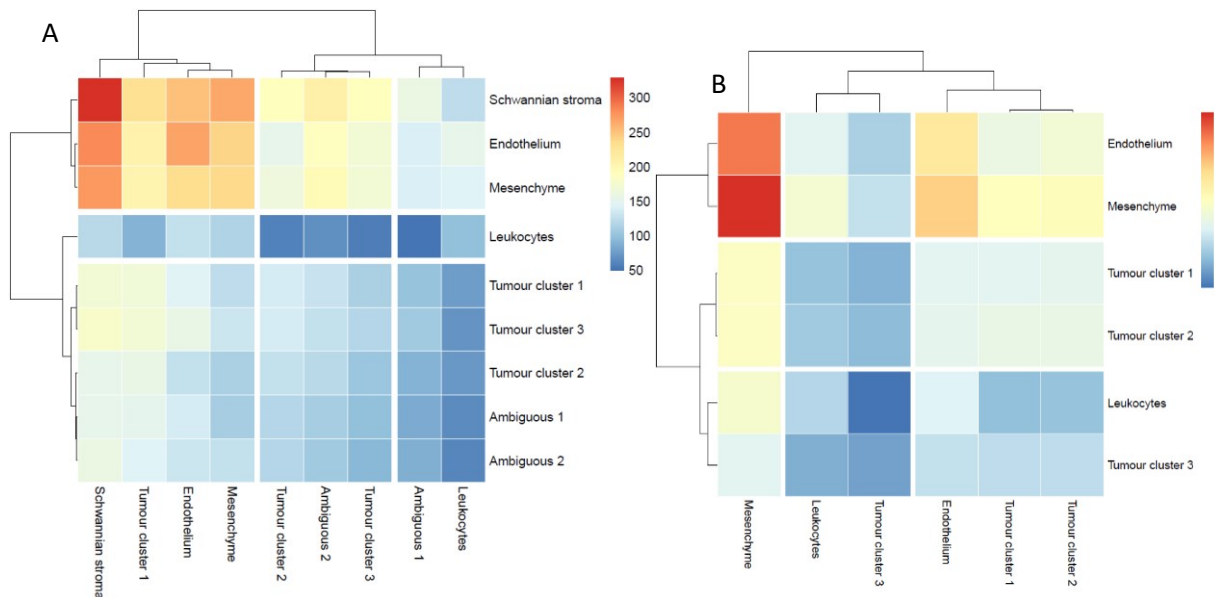 A
300
250
200
150
100
50
Schwannian stroma
Endothelium
Mesenchyme
Leukocytes
Tumour cluster 1
Tumour cluster 3
Tumour cluster 2
Ambiguous 1
Ambiguous 2
Schwannian stroma
Tumour cluster 1
Endothelium
Mesenchyme
Tumour cluster 2
Ambiguous 2
Tumour cluster 3
Ambiguous 1
Leukocytes
B
Endothelium
Mesenchyme
Tumour cluster 1
Tumour cluster 2
Leukocytes
Tumour cluster 3
Mesenchyme
Leukocytes
Tumour cluster 3
Endothelium
Tumour cluster 1
Tumour cluster 2